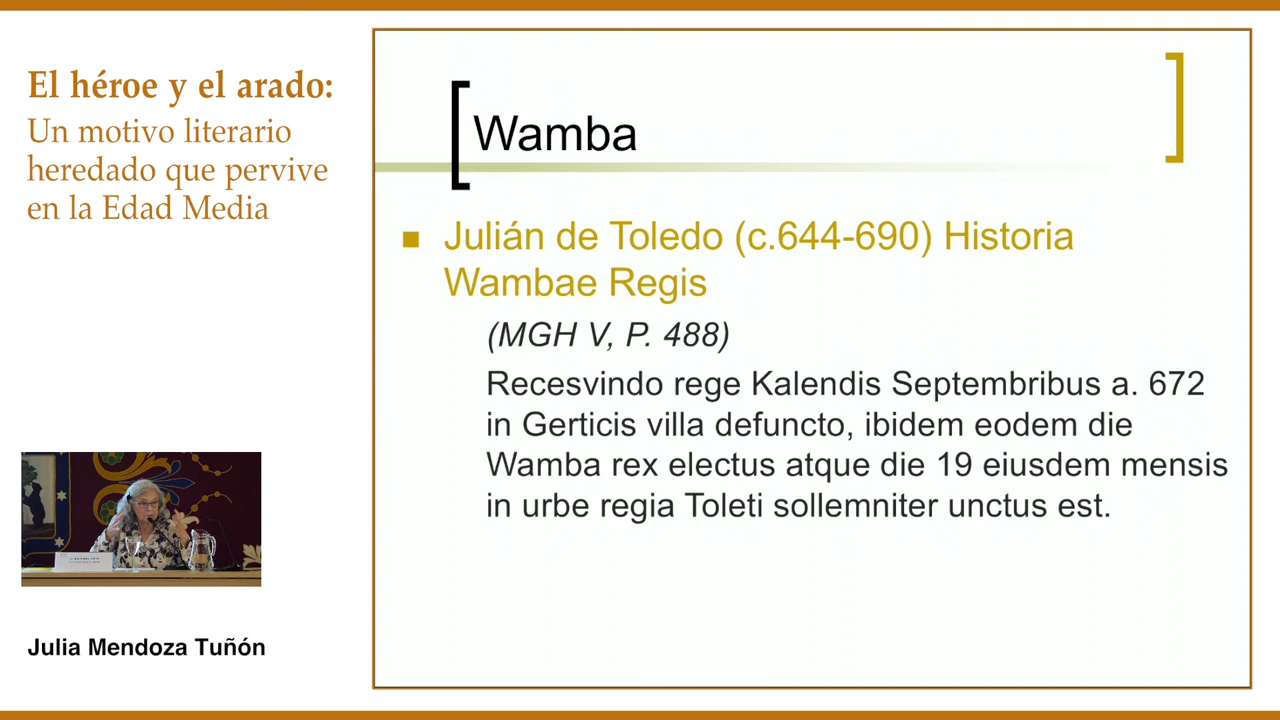 El héroe y el arado:
Un motivo literario
heredado que pervive
en la Edad Media
Wamba
Julián de Toledo (c.644-690) Historia
Wambae Regis
(MGH V, P. 488)
Recesvindo rege Kalendis Septembribus a. 672
in Gerticis villa defuncto, ibidem eodem die
Wamba rex electus atque die 19 eiusdem mensis
in urbe regia Toleti sollemniter unctus est.
Julia Mendoza Tuñón